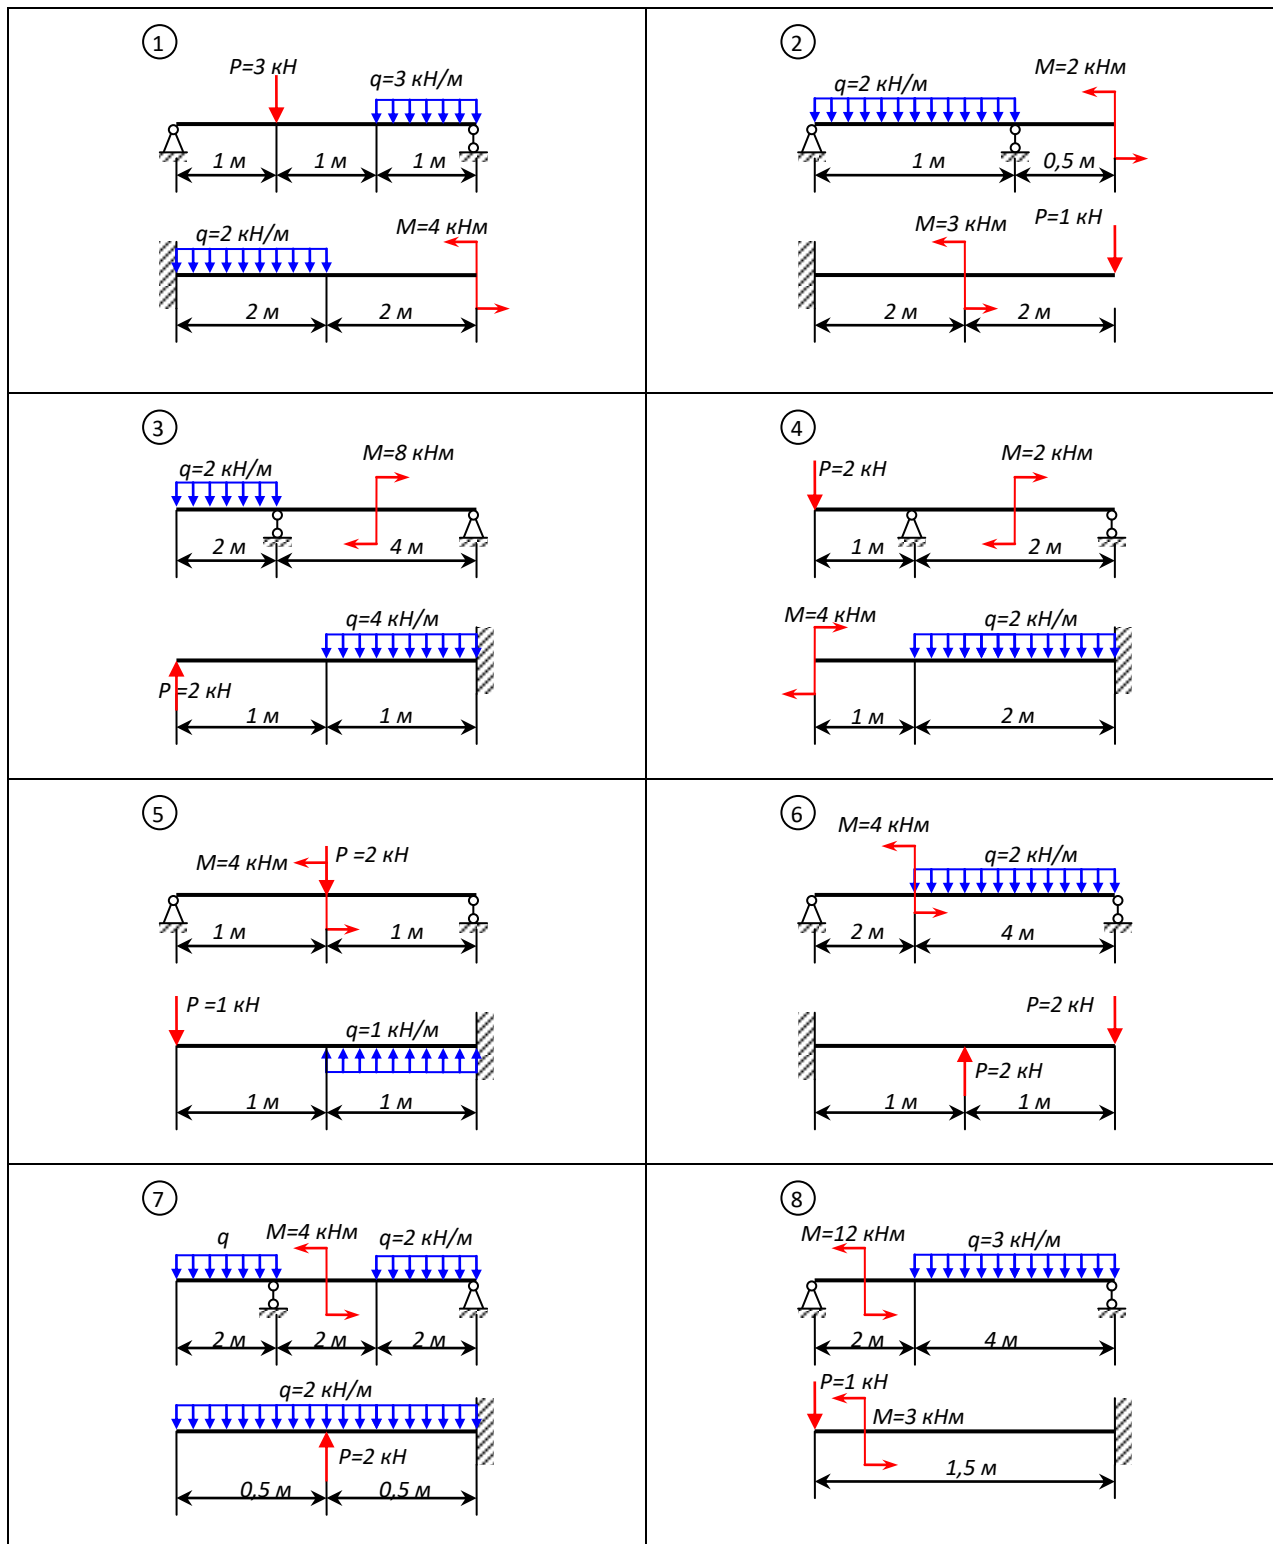 1
P=3 кН
q=3 кН/м
1 м
1 м
1 м
q=2 кН/м
M=4 кНм
2 м
2 м
2
q=2 кН/м
M=2 кНм
1 м
0,5 м
M=3 кНм
P=1 кН
2 м
2 м
3
q=2 кН/м
M=8 кНм
2 м
4 м
q=4 кН/м
P =2 кН
1 м
1 м
4
P=2 кН
M=2 кНм
1 м
2 м
M=4 кНм
q=2 кН/м
1 м
2 м
5
M=4 кНм
P =2 кН
1 м
1 м
P =1 кН
q=1 кН/м
1 м
1 м
6
M=4 кНм
q=2 кН/м
2 м
4 м
P=2 кН
P=2 кН
1 м
1 м
7
q
M=4 кНм
q=2 кН/м
2 м
2 м
2 м
q=2 кН/м
P=2 кН
0,5 м
0,5 м
8
M=12 кНм
q=3 кН/м
2 м
4 м
P=1 кН
M=3 кНм
1,5 м